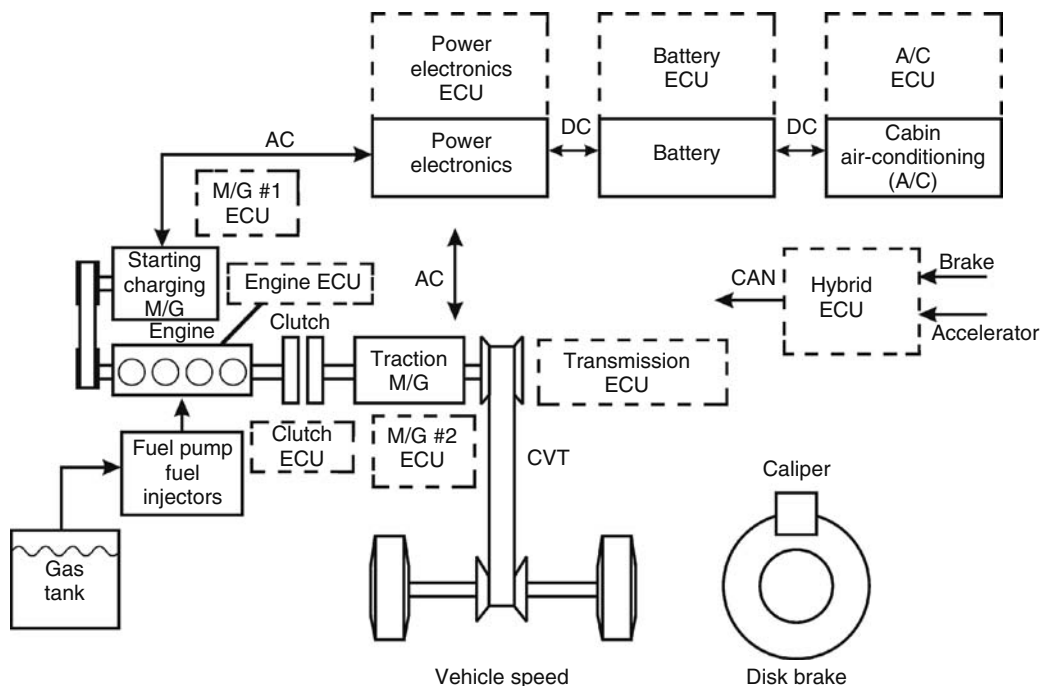 Power
electronics
ECU
Battery
ECU
A/C
ECU
AC
Power
electronics
DC
Battery
DC
Cabin
air-conditioning
(A/C)
M/G #1
ECU
Starting
charging
M/G
Engine ECU
AC
CAN
Hybrid
ECU
Brake
Accelerator
Engine
Clutch
Traction
M/G
Transmission
ECU
Fuel pump
fuel
injectors
Clutch
ECU
M/G #2
ECU
CVT
Caliper
Gas
tank
Vehicle speed
Disk brake